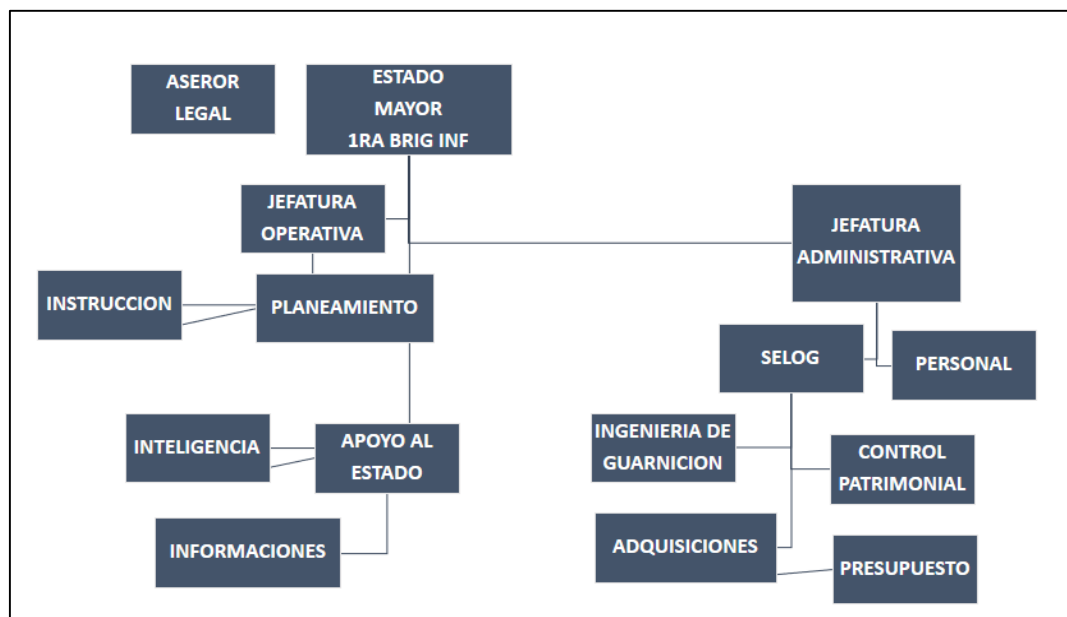 ASEROR
LEGAL
ESTADO
MAYOR
1RA BRIG INF
JEFATURA
OPERATIVA
JEFATURA
ADMINISTRATIVA
INSTRUCCION
PLANEAMIENTO
SELOG
PERSONAL
INTELIGENCIA
APOYO AL
ESTADO
INGENIERIA DE
GUARNICION
CONTROL
PATRIMONIAL
INFORMACIONES
ADQUISICIONES
PRESUPUESTO